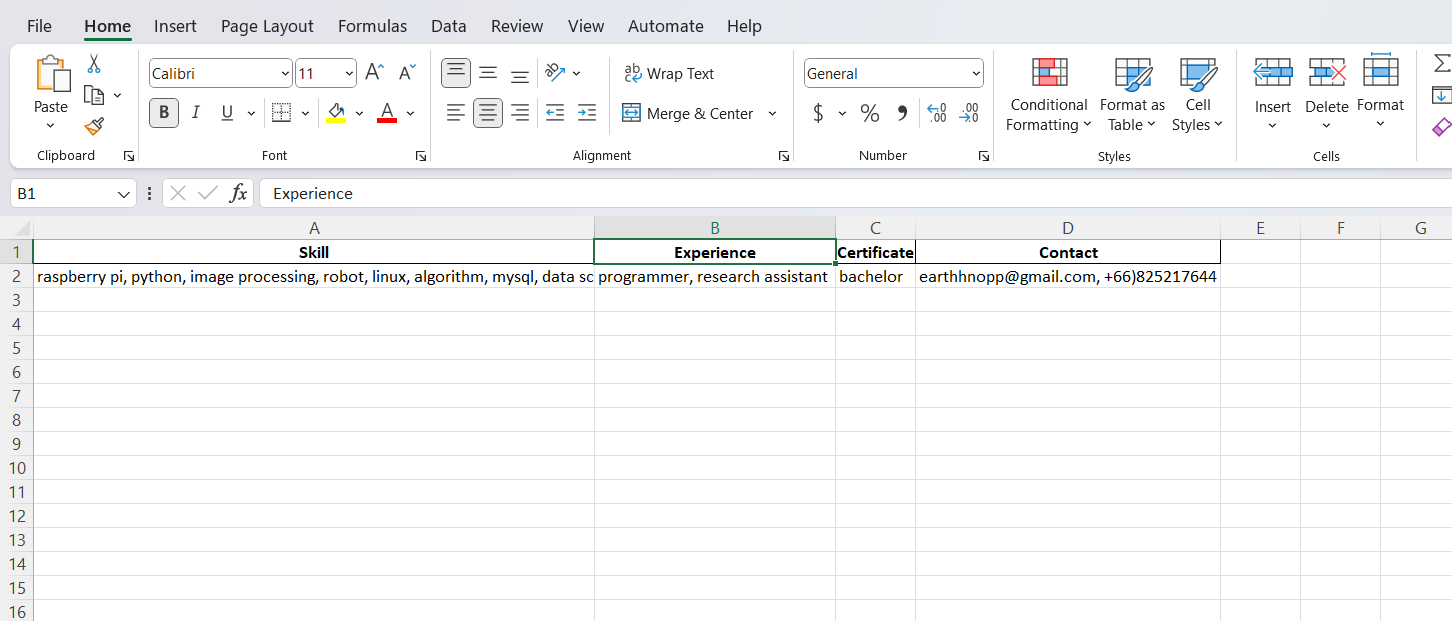 File Home Insert Page Layout Formulas Data Review View Automate Help
Calibri 11 A A ab c Wrap Text General
Paste B I U A Merge & Center $ % , .00 .0 Conditional Formatting Format as Table Cell Styles Insert Delete Format
Clipboard Font Alignment Number Styles Cells
B1 fx Experience
A B C D E F G
1 Skill Experience Certificate Contact
2 raspberry pi, python, image processing, robot, linux, algorithm, mysql, data sc programmer, research assistant bachelor earthhnopp@gmail.com, +66)825217644
3
4
5
6
7
8
9
10
11
12
13
14
15
16